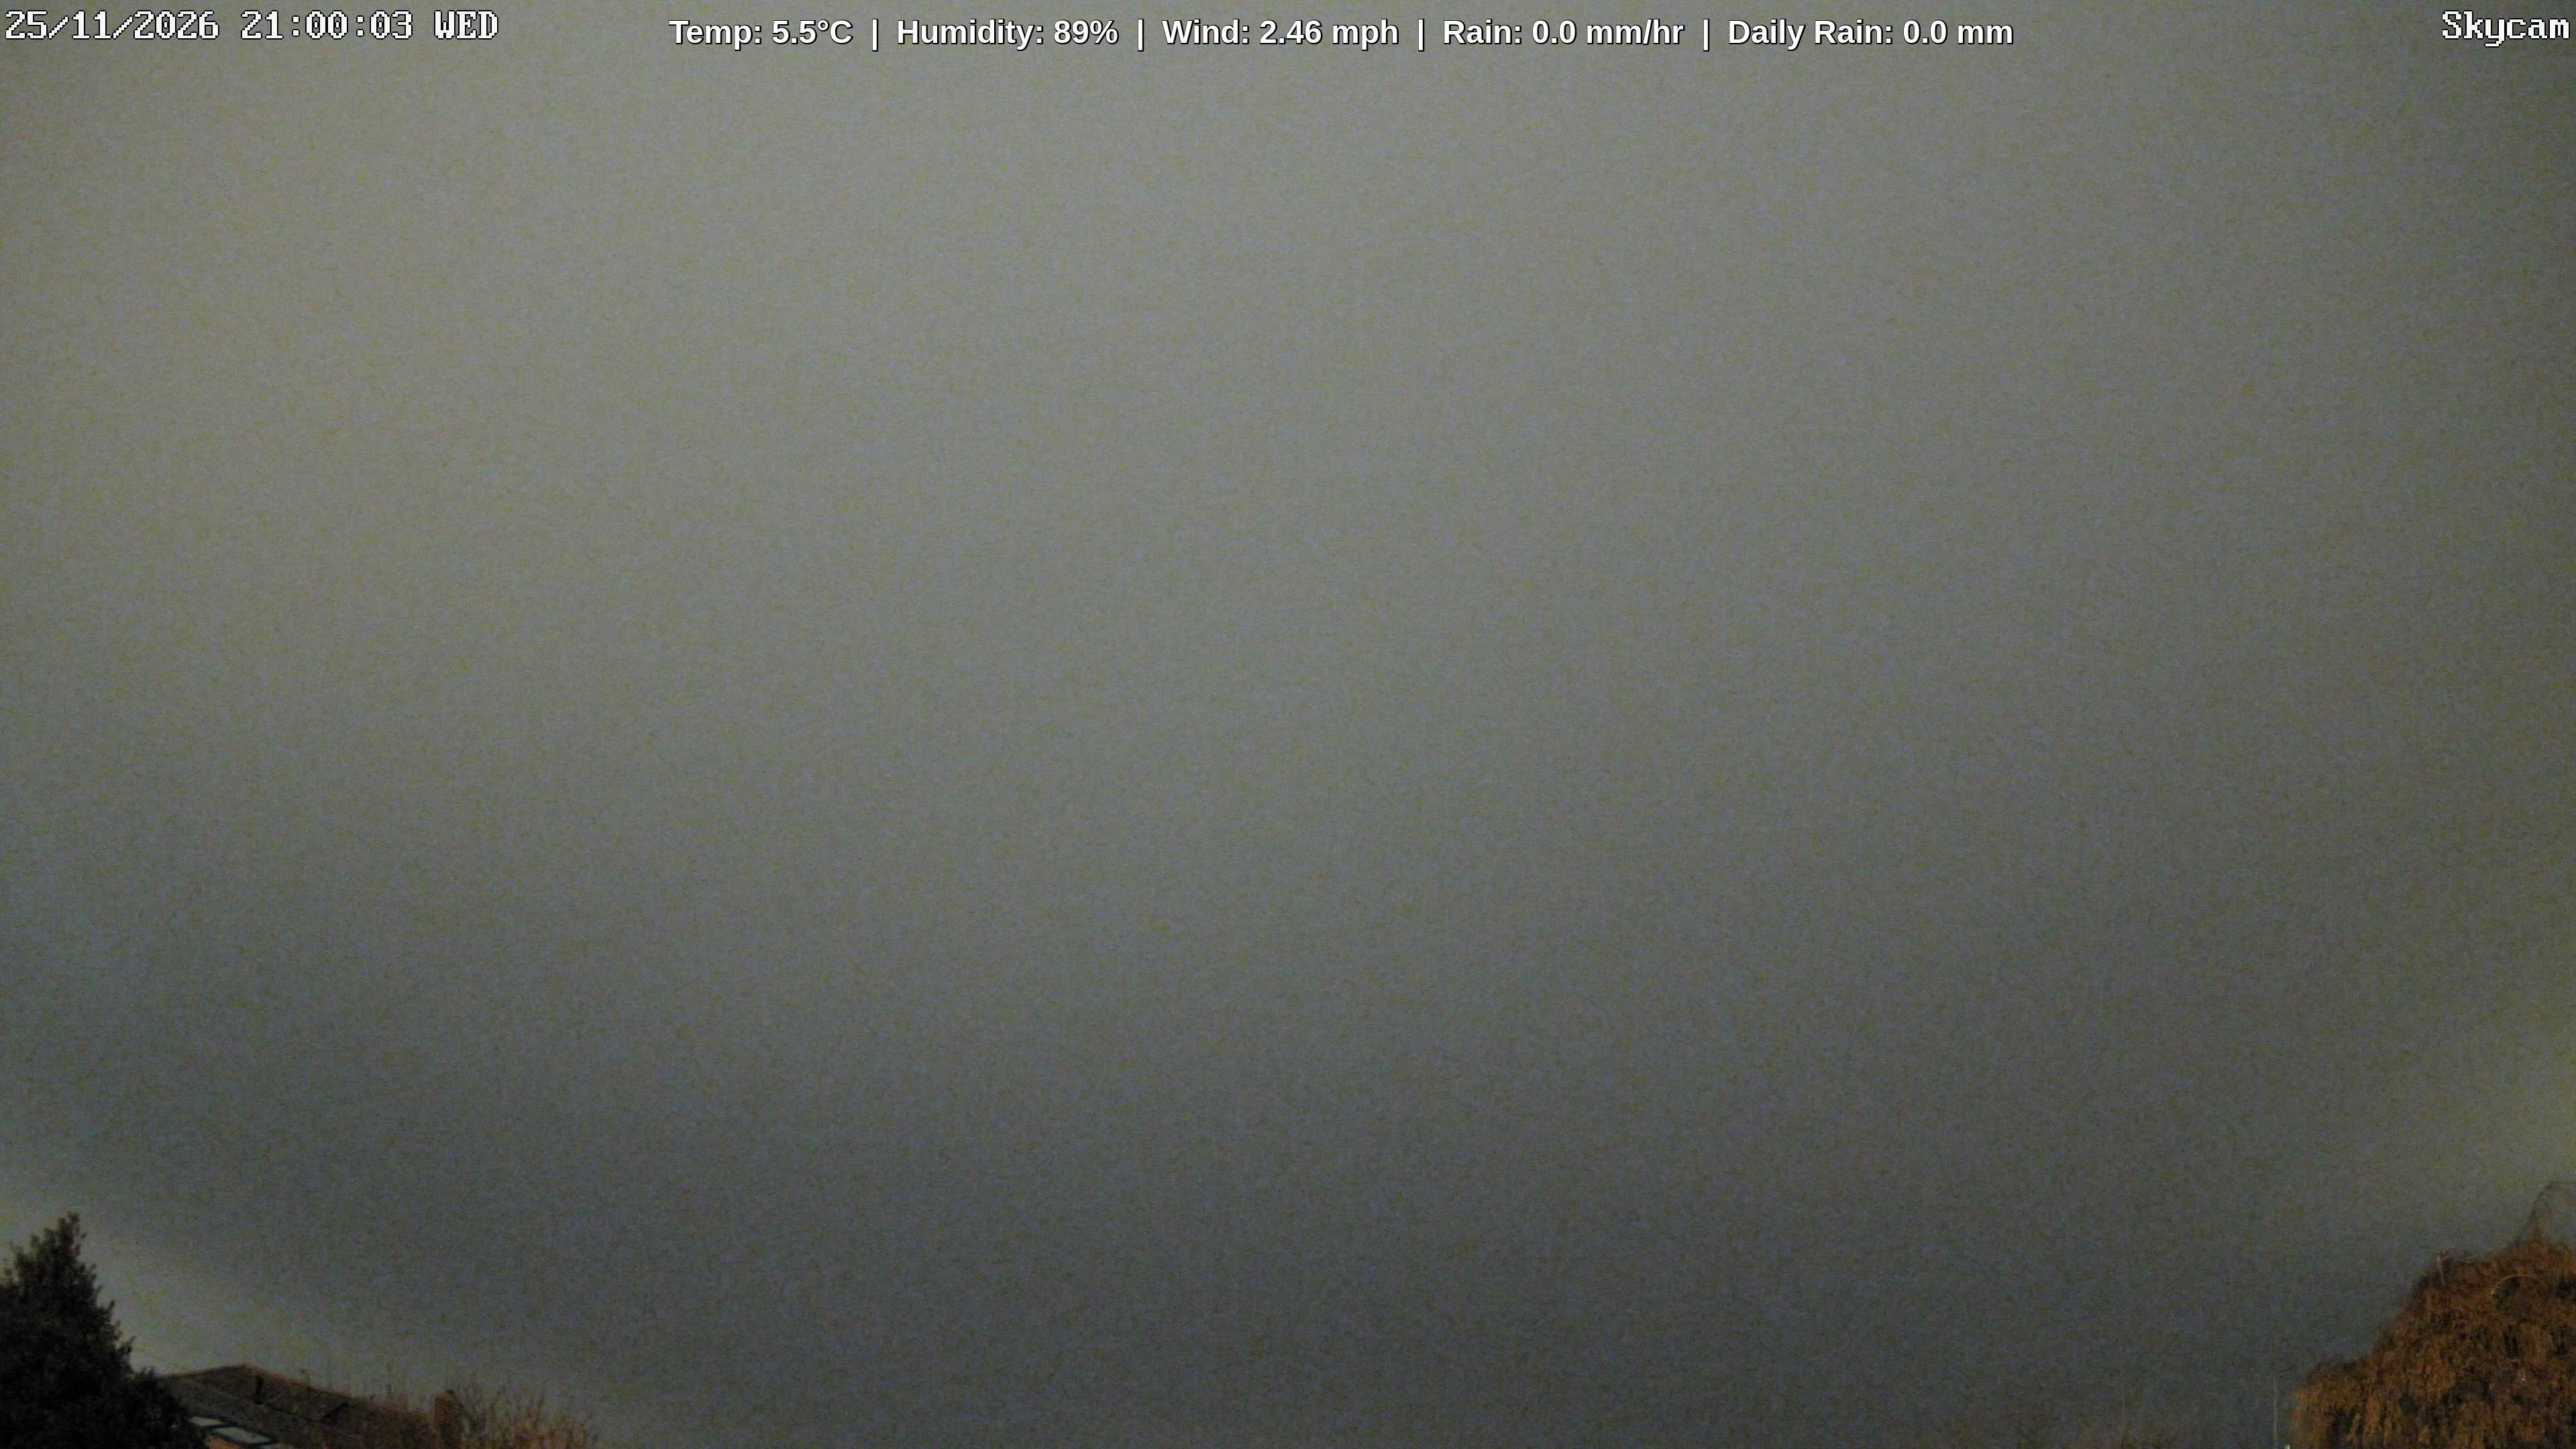 25/11/2026 21:00:03 WED
Temp: 5.5°C | Humidity: 89% | Wind: 2.46 mph | Rain: 0.0 mm/hr | Daily Rain: 0.0 mm
Skycam